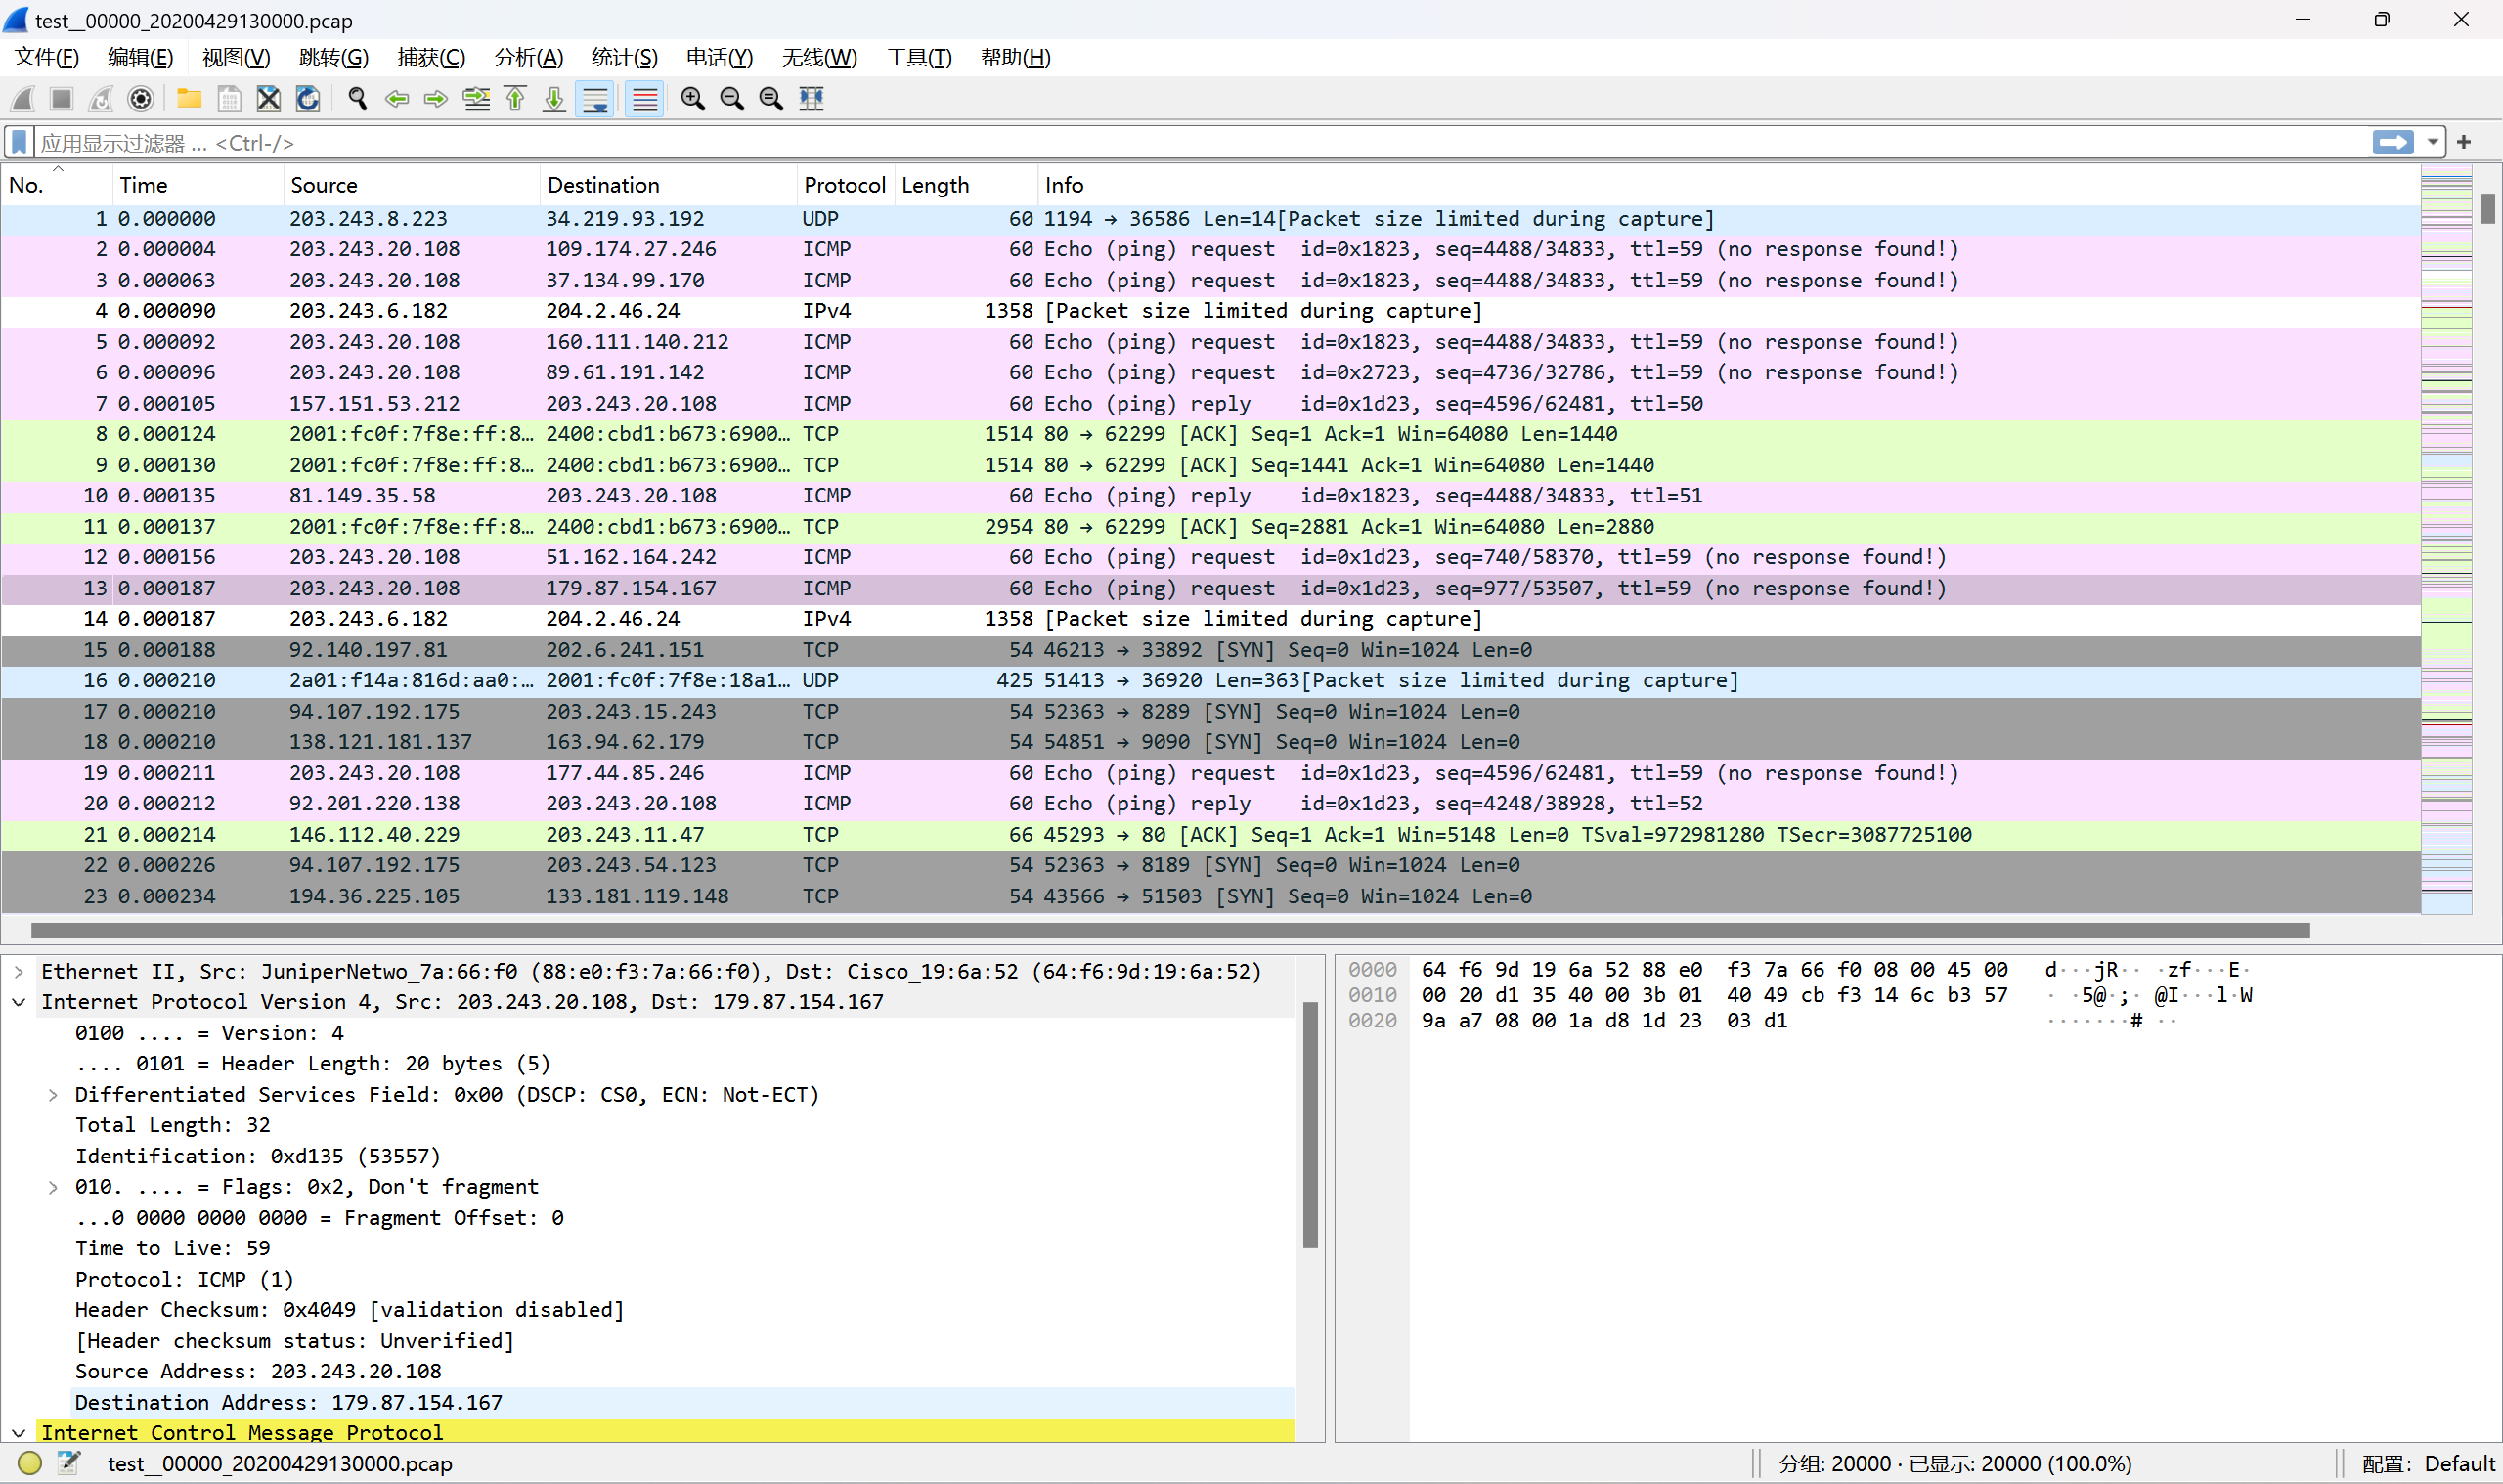 test__00000_20200429130000.pcap
文件(F) 编辑(E) 视图(V) 跳转(G) 捕获(C) 分析(A) 统计(S) 电话(Y) 无线(W) 工具(T) 帮助(H)
应用显示过滤器 … <Ctrl-/>
No. Time Source Destination Protocol Length Info
1 0.000000 203.243.8.223 34.219.93.192 UDP 60 1194 → 36586 Len=14[Packet size limited during capture]
2 0.000004 203.243.20.108 109.174.27.246 ICMP 60 Echo (ping) request id=0x1823, seq=4488/34833, ttl=59 (no response found!)
3 0.000063 203.243.20.108 37.134.99.170 ICMP 60 Echo (ping) request id=0x1823, seq=4488/34833, ttl=59 (no response found!)
4 0.000090 203.243.6.182 204.2.46.24 IPv4 1358 [Packet size limited during capture]
5 0.000092 203.243.20.108 160.111.140.212 ICMP 60 Echo (ping) request id=0x1823, seq=4488/34833, ttl=59 (no response found!)
6 0.000096 203.243.20.108 89.61.191.142 ICMP 60 Echo (ping) request id=0x2723, seq=4736/32786, ttl=59 (no response found!)
7 0.000105 157.151.53.212 203.243.20.108 ICMP 60 Echo (ping) reply id=0x1d23, seq=4596/62481, ttl=50
8 0.000124 2001:fc0f:7f8e:ff:8… 2400:cbd1:b673:6900… TCP 1514 80 → 62299 [ACK] Seq=1 Ack=1 Win=64080 Len=1440
9 0.000130 2001:fc0f:7f8e:ff:8… 2400:cbd1:b673:6900… TCP 1514 80 → 62299 [ACK] Seq=1441 Ack=1 Win=64080 Len=1440
10 0.000135 81.149.35.58 203.243.20.108 ICMP 60 Echo (ping) reply id=0x1823, seq=4488/34833, ttl=51
11 0.000137 2001:fc0f:7f8e:ff:8… 2400:cbd1:b673:6900… TCP 2954 80 → 62299 [ACK] Seq=2881 Ack=1 Win=64080 Len=2880
12 0.000156 203.243.20.108 51.162.164.242 ICMP 60 Echo (ping) request id=0x1d23, seq=740/58370, ttl=59 (no response found!)
13 0.000187 203.243.20.108 179.87.154.167 ICMP 60 Echo (ping) request id=0x1d23, seq=977/53507, ttl=59 (no response found!)
14 0.000187 203.243.6.182 204.2.46.24 IPv4 1358 [Packet size limited during capture]
15 0.000188 92.140.197.81 202.6.241.151 TCP 54 46213 → 33892 [SYN] Seq=0 Win=1024 Len=0
16 0.000210 2a01:f14a:816d:aa0:… 2001:fc0f:7f8e:18a1… UDP 425 51413 → 36920 Len=363[Packet size limited during capture]
17 0.000210 94.107.192.175 203.243.15.243 TCP 54 52363 → 8289 [SYN] Seq=0 Win=1024 Len=0
18 0.000210 138.121.181.137 163.94.62.179 TCP 54 54851 → 9090 [SYN] Seq=0 Win=1024 Len=0
19 0.000211 203.243.20.108 177.44.85.246 ICMP 60 Echo (ping) request id=0x1d23, seq=4596/62481, ttl=59 (no response found!)
20 0.000212 92.201.220.138 203.243.20.108 ICMP 60 Echo (ping) reply id=0x1d23, seq=4248/38928, ttl=52
21 0.000214 146.112.40.229 203.243.11.47 TCP 66 45293 → 80 [ACK] Seq=1 Ack=1 Win=5148 Len=0 TSval=972981280 TSecr=3087725100
22 0.000226 94.107.192.175 203.243.54.123 TCP 54 52363 → 8189 [SYN] Seq=0 Win=1024 Len=0
23 0.000234 194.36.225.105 133.181.119.148 TCP 54 43566 → 51503 [SYN] Seq=0 Win=1024 Len=0
Ethernet II, Src: JuniperNetwo_7a:66:f0 (88:e0:f3:7a:66:f0), Dst: Cisco_19:6a:52 (64:f6:9d:19:6a:52)
Internet Protocol Version 4, Src: 203.243.20.108, Dst: 179.87.154.167
0100 .... = Version: 4
.... 0101 = Header Length: 20 bytes (5)
Differentiated Services Field: 0x00 (DSCP: CS0, ECN: Not-ECT)
Total Length: 32
Identification: 0xd135 (53557)
010. .... = Flags: 0x2, Don't fragment
...0 0000 0000 0000 = Fragment Offset: 0
Time to Live: 59
Protocol: ICMP (1)
Header Checksum: 0x4049 [validation disabled]
[Header checksum status: Unverified]
Source Address: 203.243.20.108
Destination Address: 179.87.154.167
Internet Control Message Protocol
0000 64 f6 9d 19 6a 52 88 e0 f3 7a 66 f0 08 00 45 00 d···jR·· ·zf···E·
0010 00 20 d1 35 40 00 3b 01 40 49 cb f3 14 6c b3 57 · ·5@·;· @I···l·W
0020 9a a7 08 00 1a d8 1d 23 03 d1 ·······# ··
test__00000_20200429130000.pcap
分组: 20000 · 已显示: 20000 (100.0%)
配置: Default